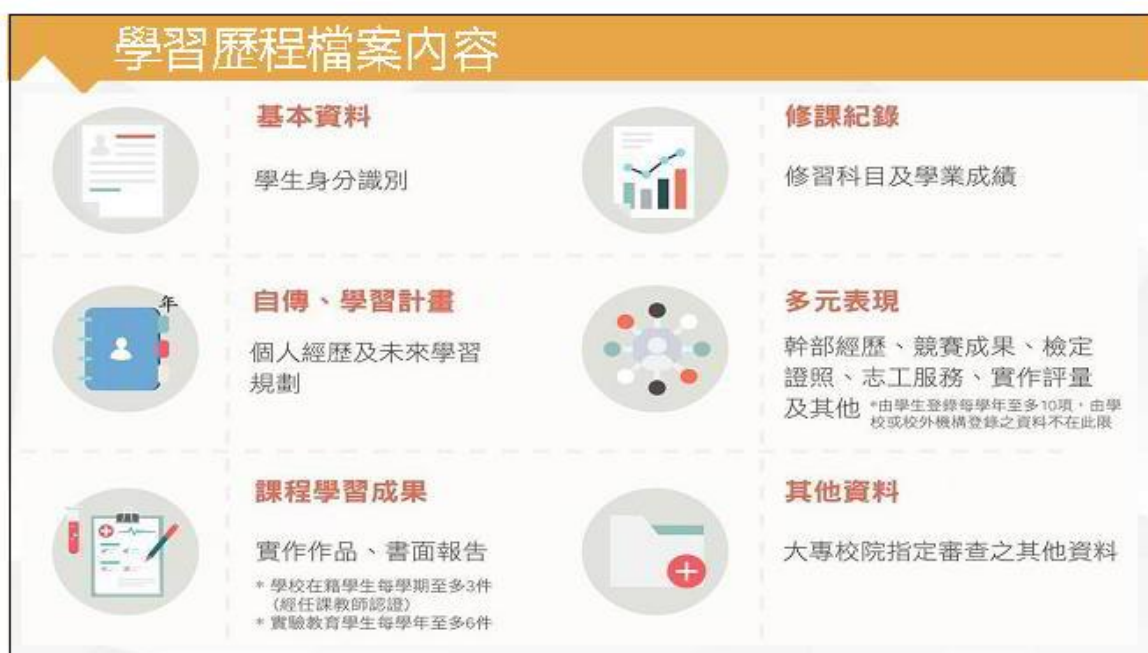 學習歷程檔案內容
基本資料
學生身分識別
修課紀錄
修習科目及學業成績
年
自傳、學習計畫
個人經歷及未來學習
規劃
多元表現
幹部經歷、競賽成果、檢定
證照、志工服務、實作評量
及其他 *由學生登錄每學年至多10項,由學
校或校外機構登錄之資料不在此限
課程學習成果
實作作品、書面報告
* 學校在籍學生每學期至多3件
(經任課教師認證)
* 實驗教育學生每學年至多6件
其他資料
大專校院指定審查之其他資料